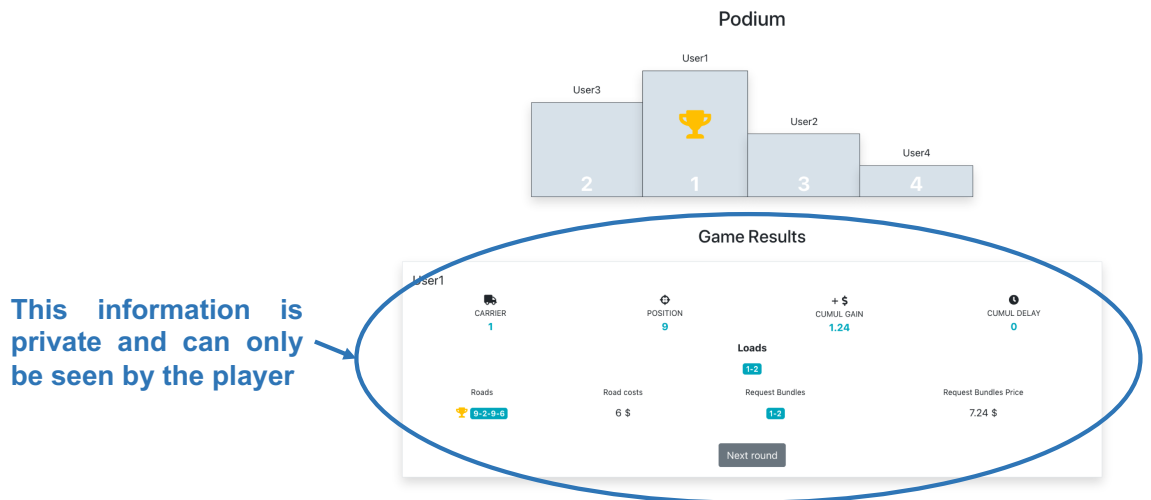 Podium
User1
User3
User2
User4
2
1
3
4
Game Results
User1
CARRIER
POSITION
+ $
CUMUL GAIN
CUMUL DELAY
1
9
1.24
0
This information is
private and can only
be seen by the player
Loads
1-2
Roads
Road costs
Request Bundles
Request Bundles Price
9-2-9-6
6 $
1-2
7.24 $
Next round